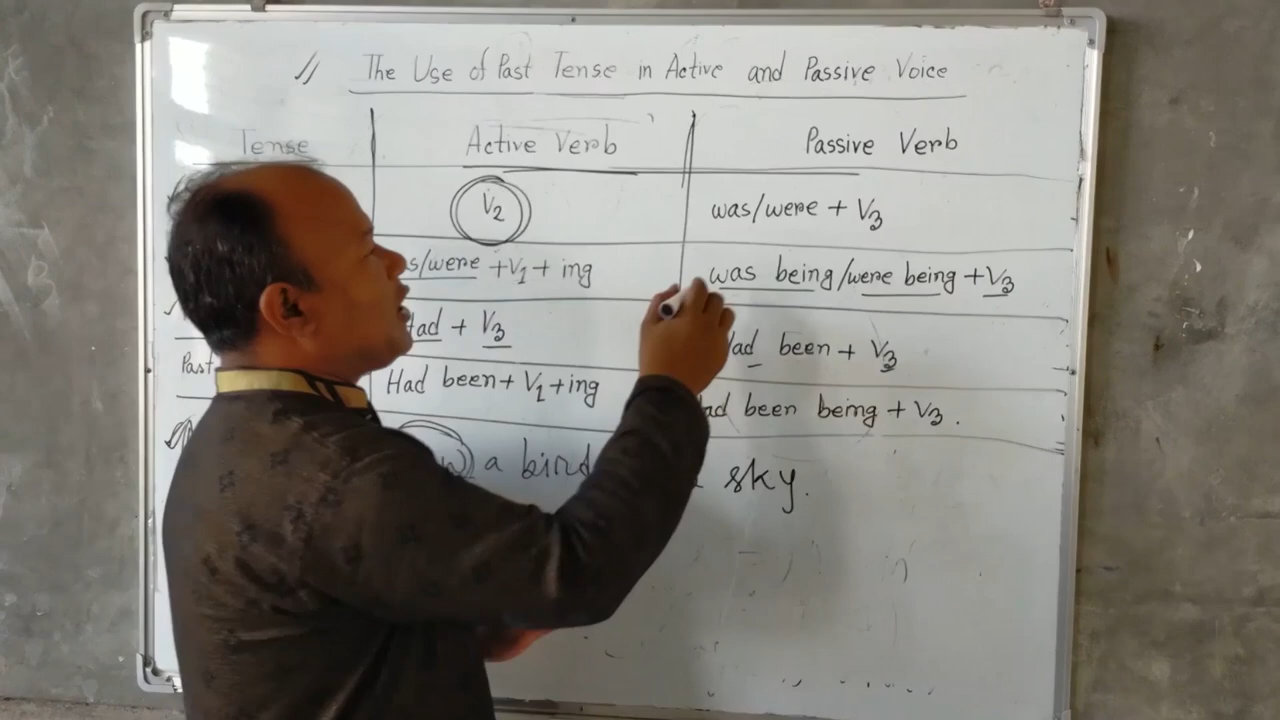 The Use of Past Tense in Active and Passive Voice
Tense Active Verb Passive Verb
V2 was/were + V3
s/were + V1 + ing was being/were being + V3
ad + V3 ad been + V3
Past Had been + V1 + ing ad been being + V3.
a bird sky.